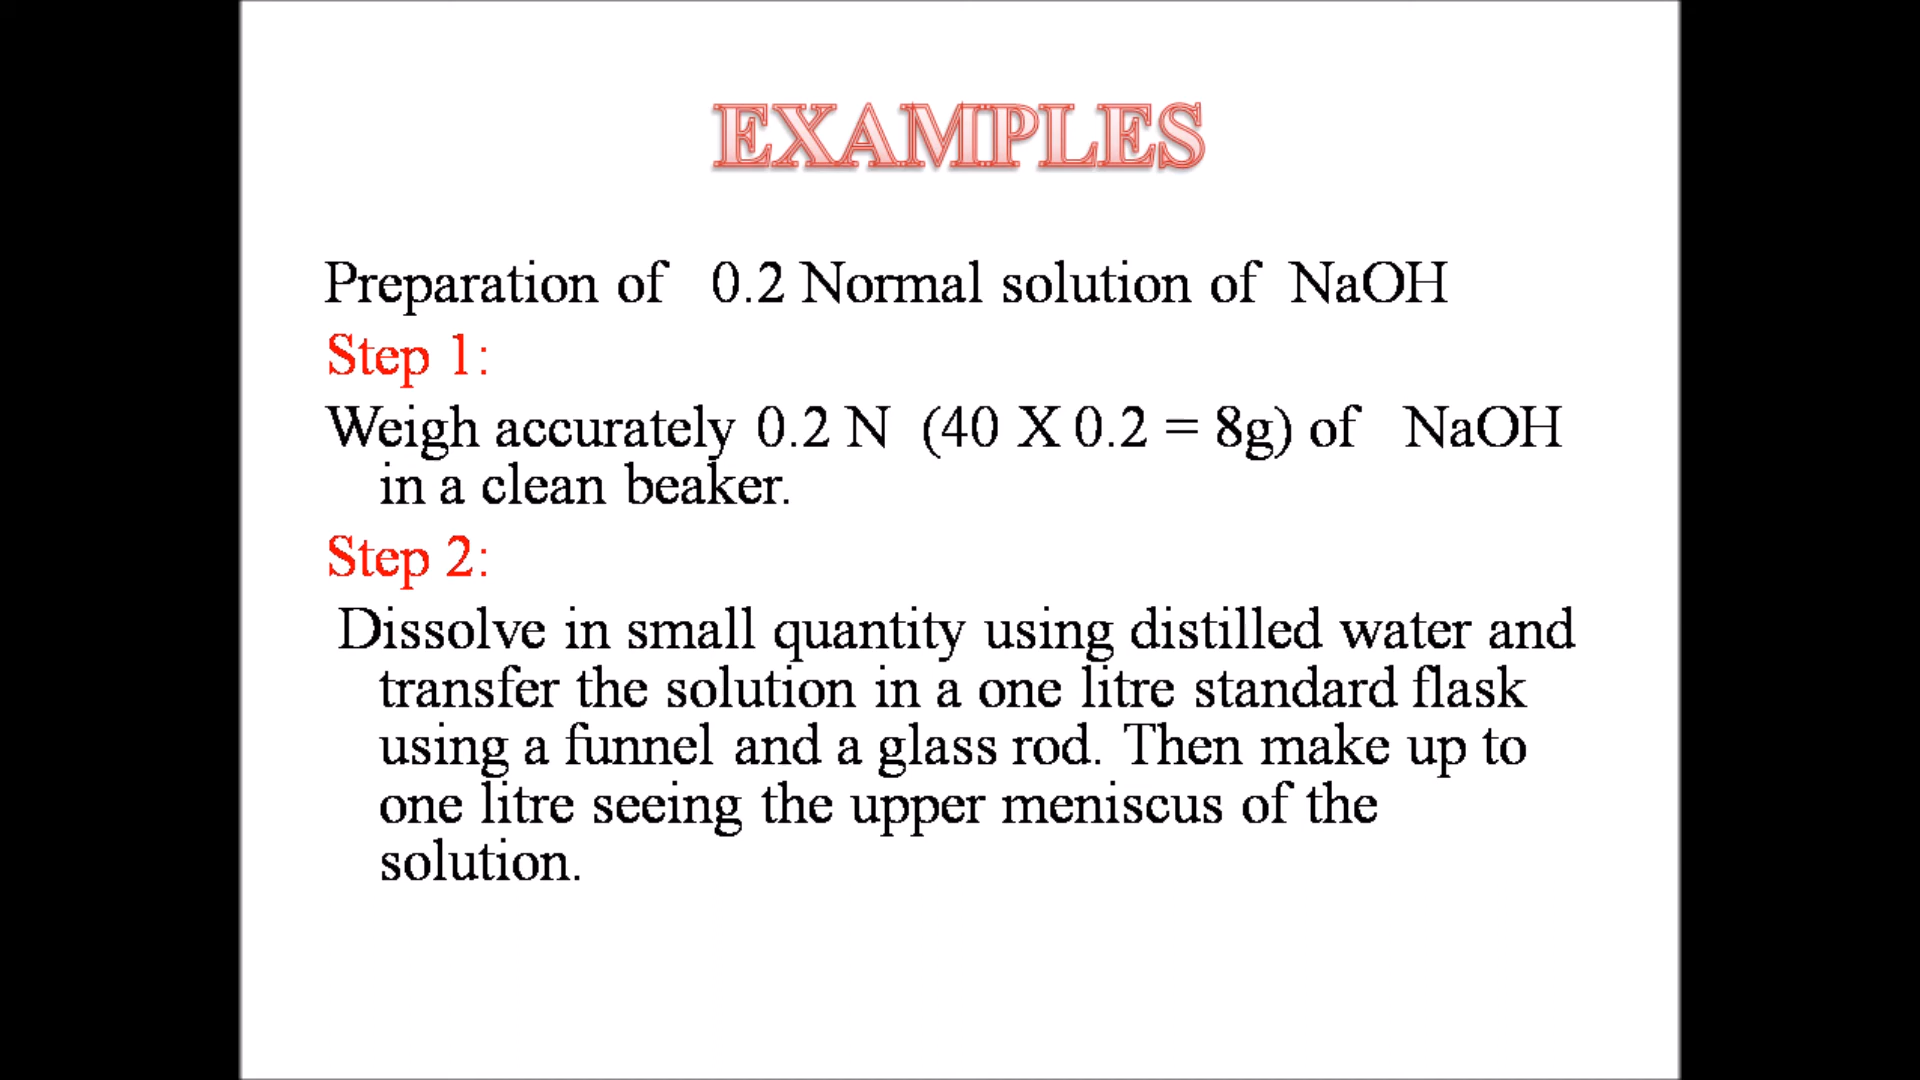 EXAMPLES
Preparation of 0.2 Normal solution of NaOH
Step 1:
Weigh accurately 0.2 N (40 X 0.2 = 8g) of NaOH
in a clean beaker.
Step 2:
Dissolve in small quantity using distilled water and
transfer the solution in a one litre standard flask
using a funnel and a glass rod. Then make up to
one litre seeing the upper meniscus of the
solution.